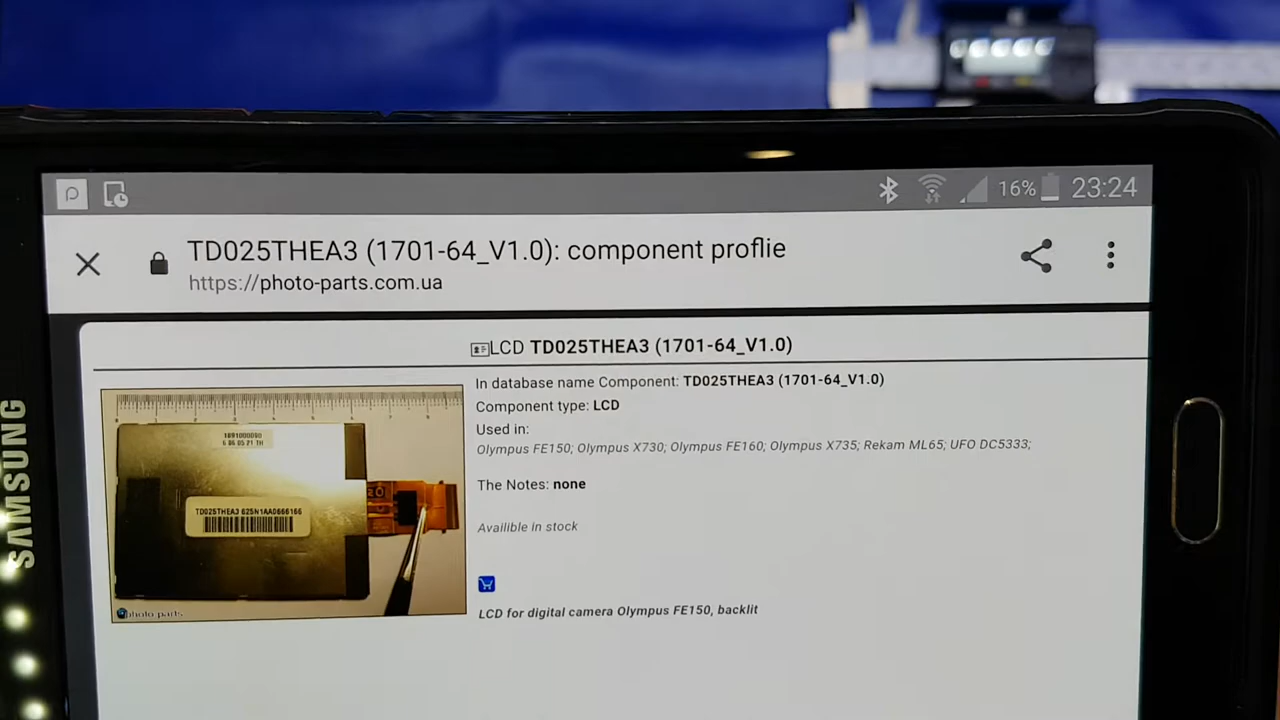 16% 23:24
TD025THEA3 (1701-64_V1.0): component proflie
https://photo-parts.com.ua
LCD TD025THEA3 (1701-64_V1.0)
In database name Component: TD025THEA3 (1701-64_V1.0)
Component type: LCD
Used in:
Olympus FE150; Olympus X730; Olympus FE160; Olympus X735; Rekam ML65; UFO DC5333;
The Notes: none
Availible in stock
LCD for digital camera Olympus FE150, backlit
TD025THEA3 625N1AA0666166
photo parts
SAMSUNG